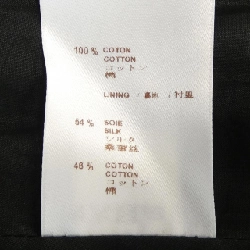 100 % COTON
COTTON
コットン
棉
LINING / 裏地 / 衬里
54 % SOIE
SILK
シルク
桑蚕丝
46 % COTON
COTTON
コットン
棉